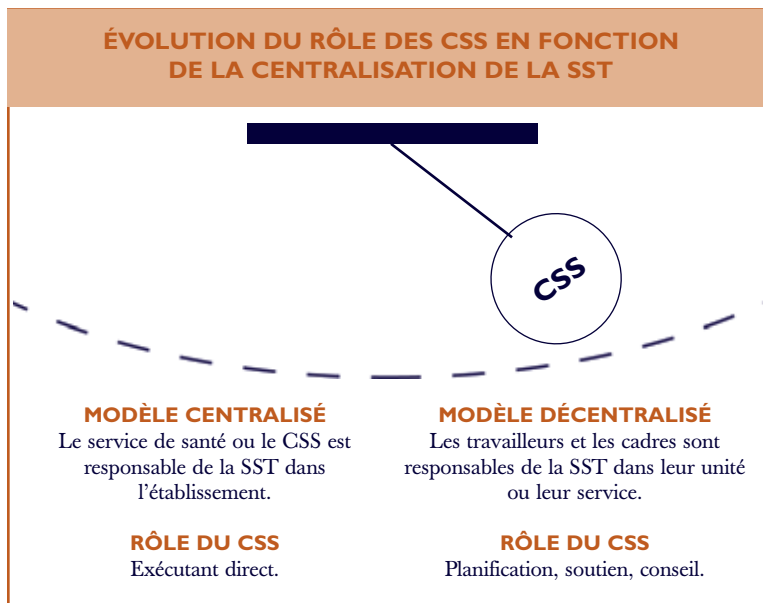 ÉVOLUTION DU RÔLE DES CSS EN FONCTION
DE LA CENTRALISATION DE LA SST
CSS
MODÈLE CENTRALISÉ
Le service de santé ou le CSS est
responsable de la SST dans
l’établissement.
RÔLE DU CSS
Exécutant direct.
MODÈLE DÉCENTRALISÉ
Les travailleurs et les cadres sont
responsables de la SST dans leur unité
ou leur service.
RÔLE DU CSS
Planification, soutien, conseil.